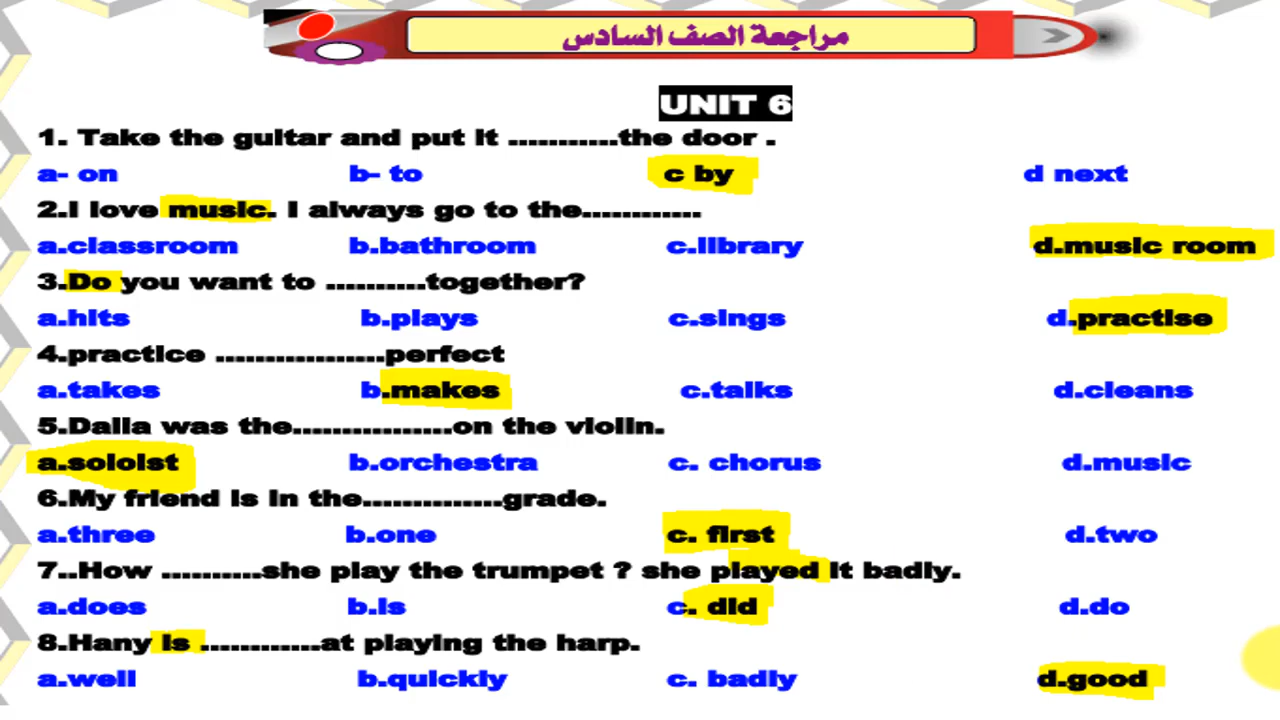 مراجعة الصف السادس
UNIT 6
1. Take the guitar and put it ...........the door .
a- on b- to c by d next
2.I love music. I always go to the............
a.classroom b.bathroom c.library d.music room
3.Do you want to ..........together?
a.hits b.plays c.sings d.practise
4.practice .................perfect
a.takes b.makes c.talks d.cleans
5.Dalia was the................on the violin.
a.soloist b.orchestra c. chorus d.music
6.My friend is in the..............grade.
a.three b.one c. first d.two
7..How ..........she play the trumpet ? she played it badly.
a.does b.is c. did d.do
8.Hany is ............at playing the harp.
a.well b.quickly c. badly d.good